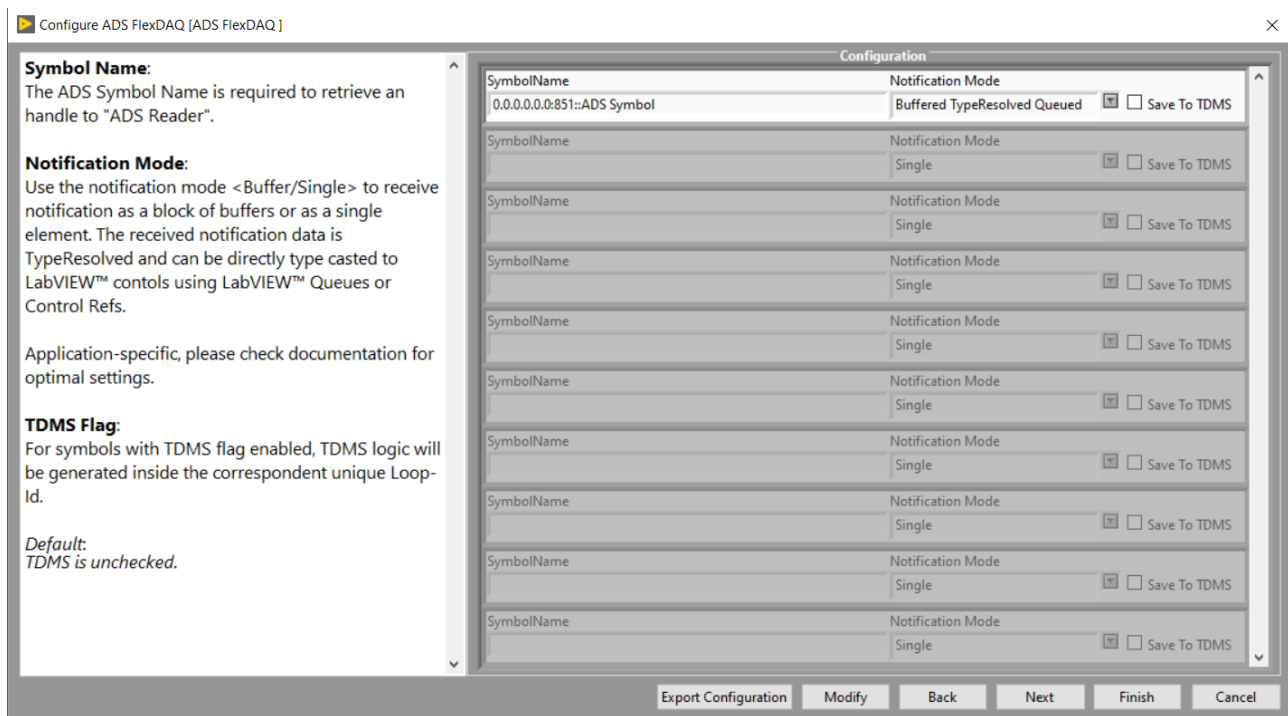 Configure ADS FlexDAQ [ADS FlexDAQ ]
Symbol Name:
The ADS Symbol Name is required to retrieve an
handle to "ADS Reader".
Notification Mode:
Use the notification mode <Buffer/Single> to receive
notification as a block of buffers or as a single
element. The received notification data is
TypeResolved and can be directly type casted to
LabVIEW™ contols using LabVIEW™ Queues or
Control Refs.
Application-specific, please check documentation for
optimal settings.
TDMS Flag:
For symbols with TDMS flag enabled, TDMS logic will
be generated inside the correspondent unique Loop-
Id.
Default:
TDMS is unchecked.
Configuration
SymbolName Notification Mode
0.0.0.0.0.0:851::ADS Symbol Buffered TypeResolved Queued Save To TDMS
SymbolName Notification Mode
Single Save To TDMS
SymbolName Notification Mode
Single Save To TDMS
SymbolName Notification Mode
Single Save To TDMS
SymbolName Notification Mode
Single Save To TDMS
SymbolName Notification Mode
Single Save To TDMS
SymbolName Notification Mode
Single Save To TDMS
SymbolName Notification Mode
Single Save To TDMS
SymbolName Notification Mode
Single Save To TDMS
SymbolName Notification Mode
Single Save To TDMS
Export Configuration Modify Back Next Finish Cancel